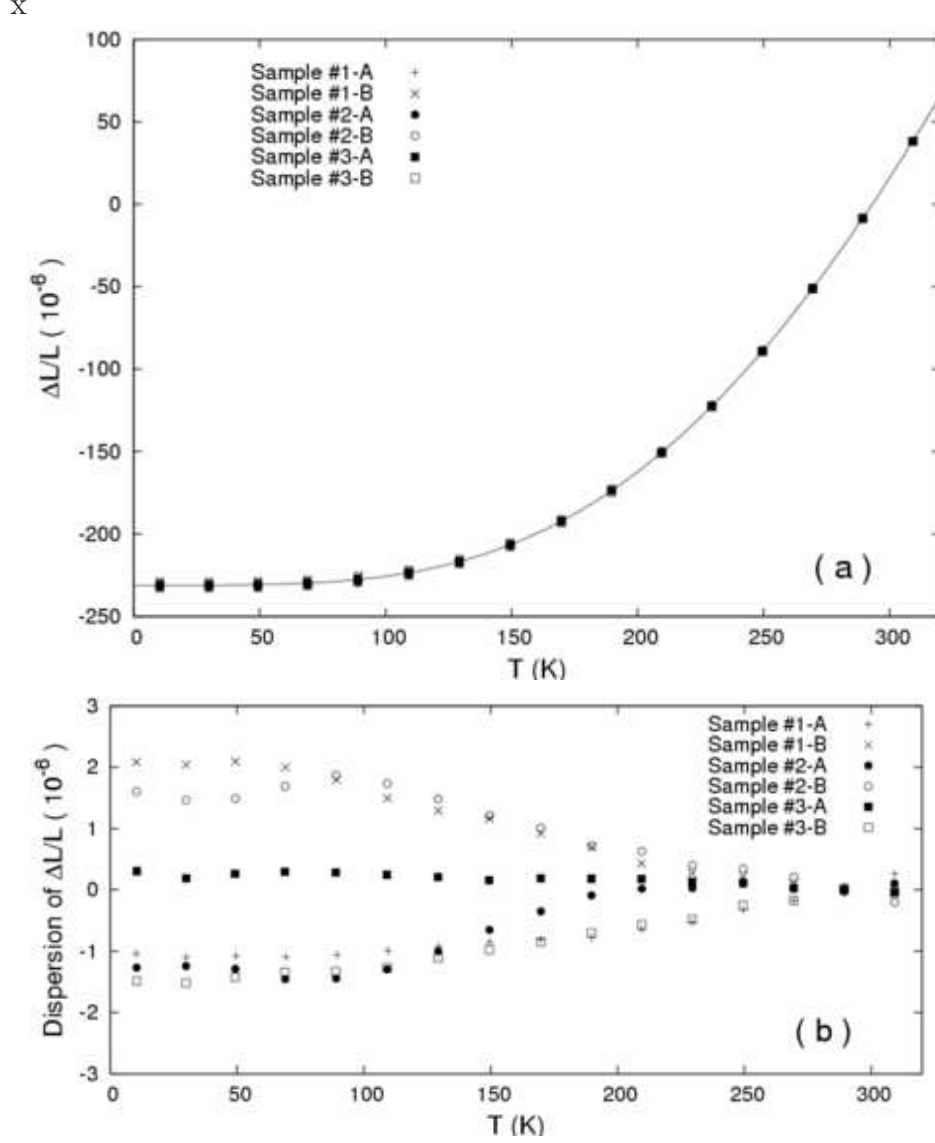 x
100
50
0
-50
-100
-150
-200
-250
ΔL/L ( 10⁻⁶ )
Sample #1-A
Sample #1-B
Sample #2-A
Sample #2-B
Sample #3-A
Sample #3-B
( a )
0 50 100 150 200 250 300
T (K)
3
2
1
0
-1
-2
-3
Dispersion of ΔL/L ( 10⁻⁶ )
Sample #1-A
Sample #1-B
Sample #2-A
Sample #2-B
Sample #3-A
Sample #3-B
( b )
0 50 100 150 200 250 300
T (K)